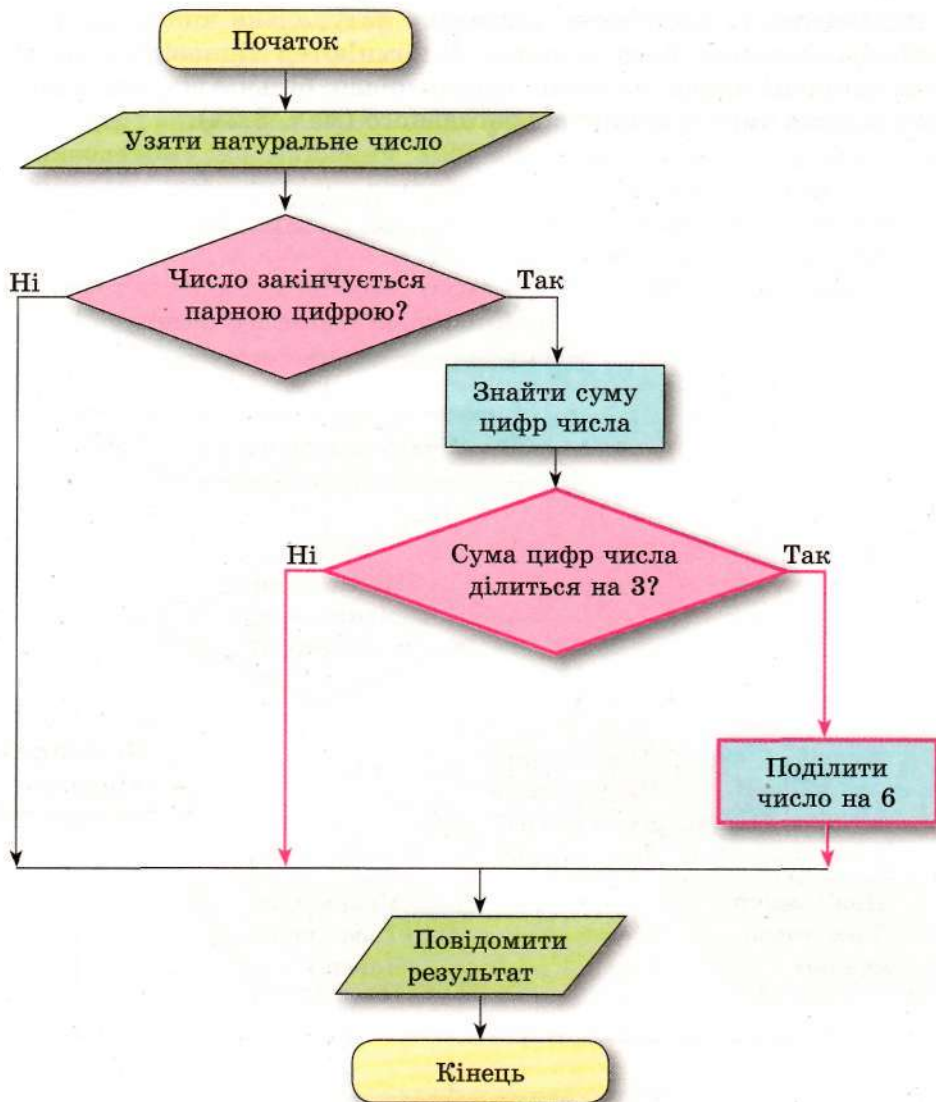 Початок
Узяти натуральне число
Число закінчується
парною цифрою?
Ні
Так
Знайти суму
цифр числа
Сума цифр числа
ділиться на 3?
Ні
Так
Поділити
число на 6
Повідомити
результат
Кінець